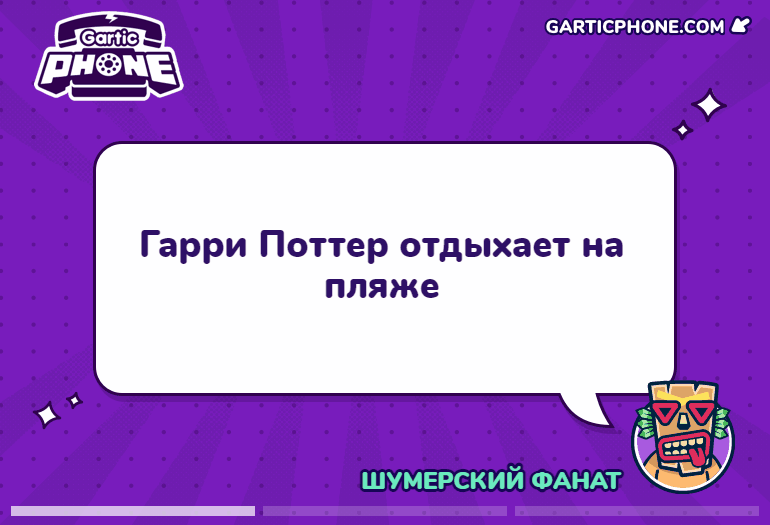 Gartic
PHONE
GARTICPHONE.COM
Гарри Поттер отдыхает на
пляже
ШУМЕРСКИЙ ФАНАТ